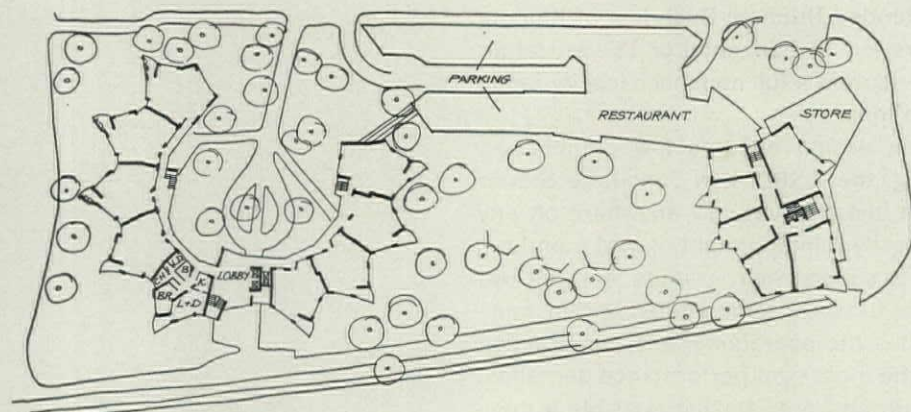 PARKING
RESTAURANT
STORE
LOBBY
B
K.
BR
L+D